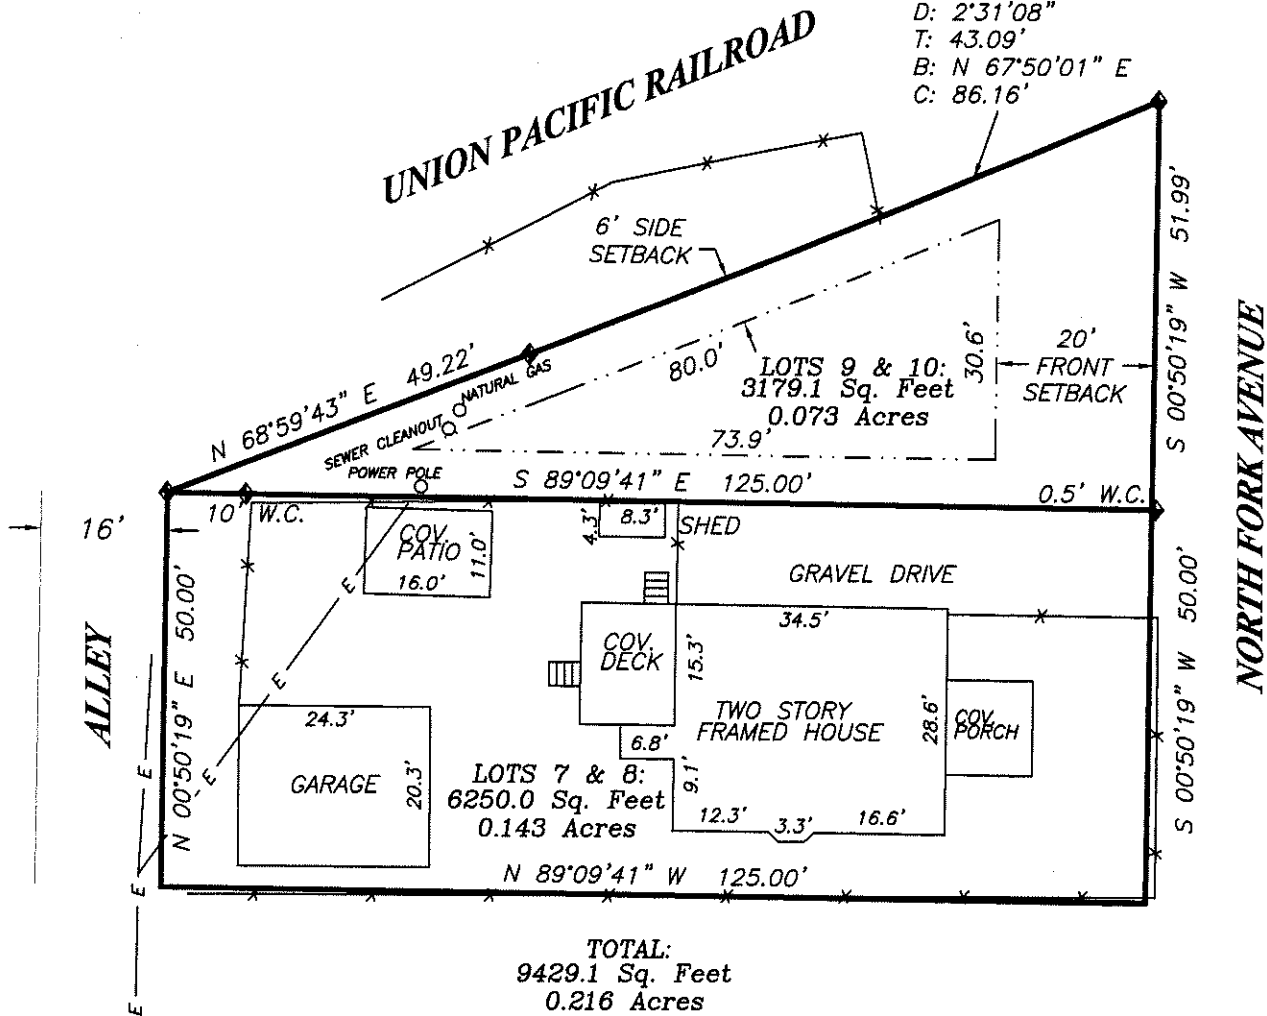 D: 2°31'08"
T: 43.09'
B: N 67°50'01" E
C: 86.16'
UNION PACIFIC RAILROAD
6' SIDE
SETBACK
S 00°50'19" W 51.99'
N 68°59'43" E 49.22'
NATURAL GAS
SEWER CLEANOUT
POWER POLE
80.0'
LOTS 9 & 10:
3179.1 Sq. Feet
0.073 Acres
30.6'
20'
FRONT
SETBACK
73.9'
S 89°09'41" E 125.00'
0.5' W.C.
NORTH FORK AVENUE
16'
10' W.C.
COV.
PATIO
11.0'
16.0'
4.3'
8.3'
SHED
GRAVEL DRIVE
ALLEY
N 00°50'19" E 50.00'
E
E
E
E
E
E
E
COV.
DECK
15.3'
34.5'
TWO STORY
FRAMED HOUSE
28.6'
COV.
PORCH
S 00°50'19" W 50.00'
24.3'
GARAGE
20.3'
6.8'
9.1'
LOTS 7 & 8:
6250.0 Sq. Feet
0.143 Acres
12.3'
3.3'
16.6'
N 89°09'41" W 125.00'
TOTAL:
9429.1 Sq. Feet
0.216 Acres